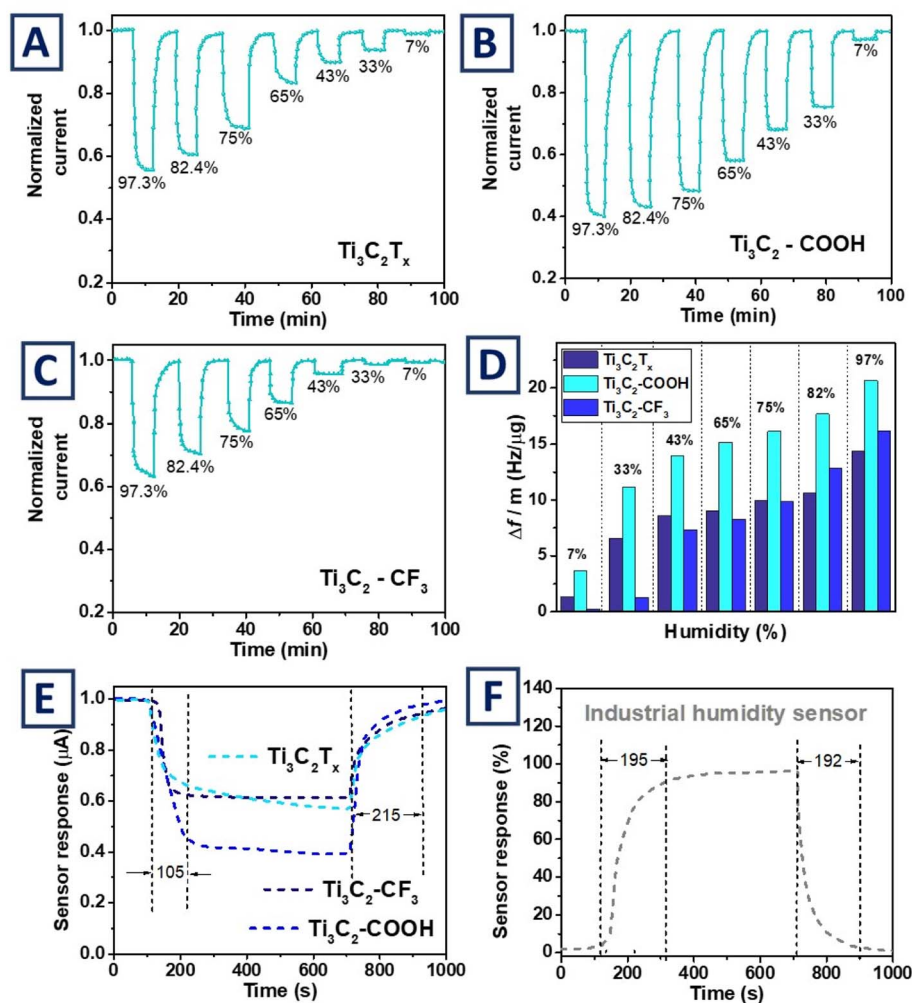 A
Normalized
current
1.0
0.8
0.6
0.4
0.2
97.3%
82.4%
75%
65%
43%
33%
7%
Ti3C2Tx
0 20 40 60 80 100
Time (min)
B
Normalized
current
1.0
0.8
0.6
0.4
0.2
97.3%
82.4%
75%
65%
43%
33%
7%
Ti3C2 - COOH
0 20 40 60 80 100
Time (min)
C
Normalized
current
1.0
0.8
0.6
0.4
0.2
97.3%
82.4%
75%
65%
43%
33%
7%
Ti3C2 - CF3
0 20 40 60 80 100
Time (min)
D
Δf / m (Hz/μg)
20
15
10
5
0
Ti3C2Tx
Ti3C2-COOH
Ti3C2-CF3
7%
33%
43%
65%
75%
82%
97%
Humidity (%)
E
Sensor response (μA)
1.0
0.8
0.6
0.4
0.2
0.0
Ti3C2Tx
215
105
Ti3C2-CF3
Ti3C2-COOH
0 200 400 600 800 1000
Time (s)
F
Sensor response (%)
140
120
100
80
60
40
20
0
Industrial humidity sensor
195
192
0 200 400 600 800 1000
Time (s)